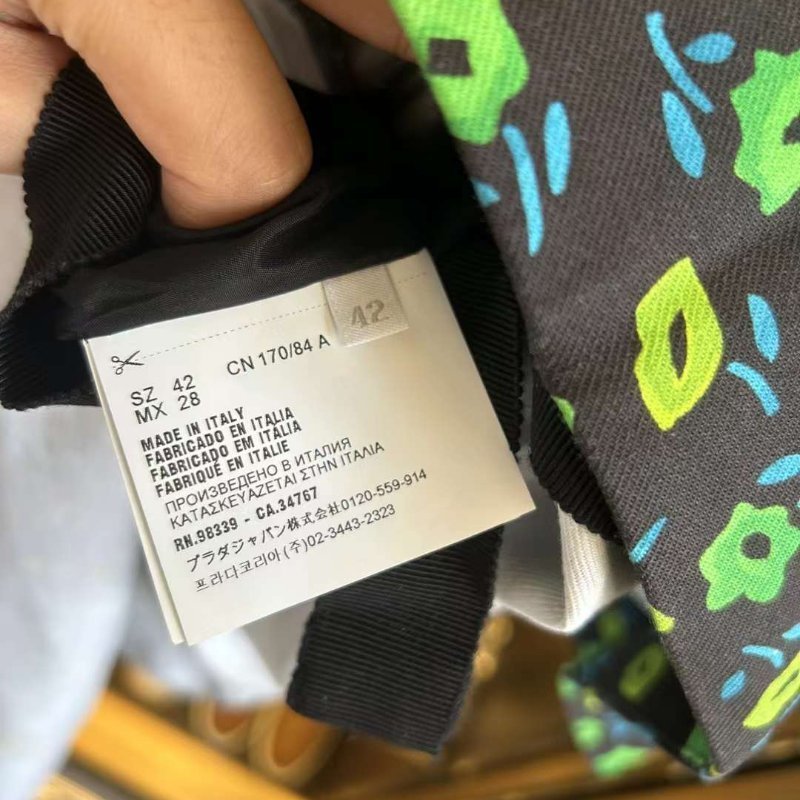 42
SZ 42 CN 170/84 A
MX 28
MADE IN ITALY
FABRICADO EN ITALIA
FABRICADO EM ITÁLIA
FABRIQUÉ EN ITALIE
ПРОИЗВЕДЕНО В ИТАЛИЯ
ΚΑΤΑΣΚΕΥΑΖΕΤΑΙ ΣΤΗΝ ΙΤΑLIA
RN.98339 - CA.34767
プラダジャパン株式会社0120-559-914
프라다코리아(주)02-3443-2323